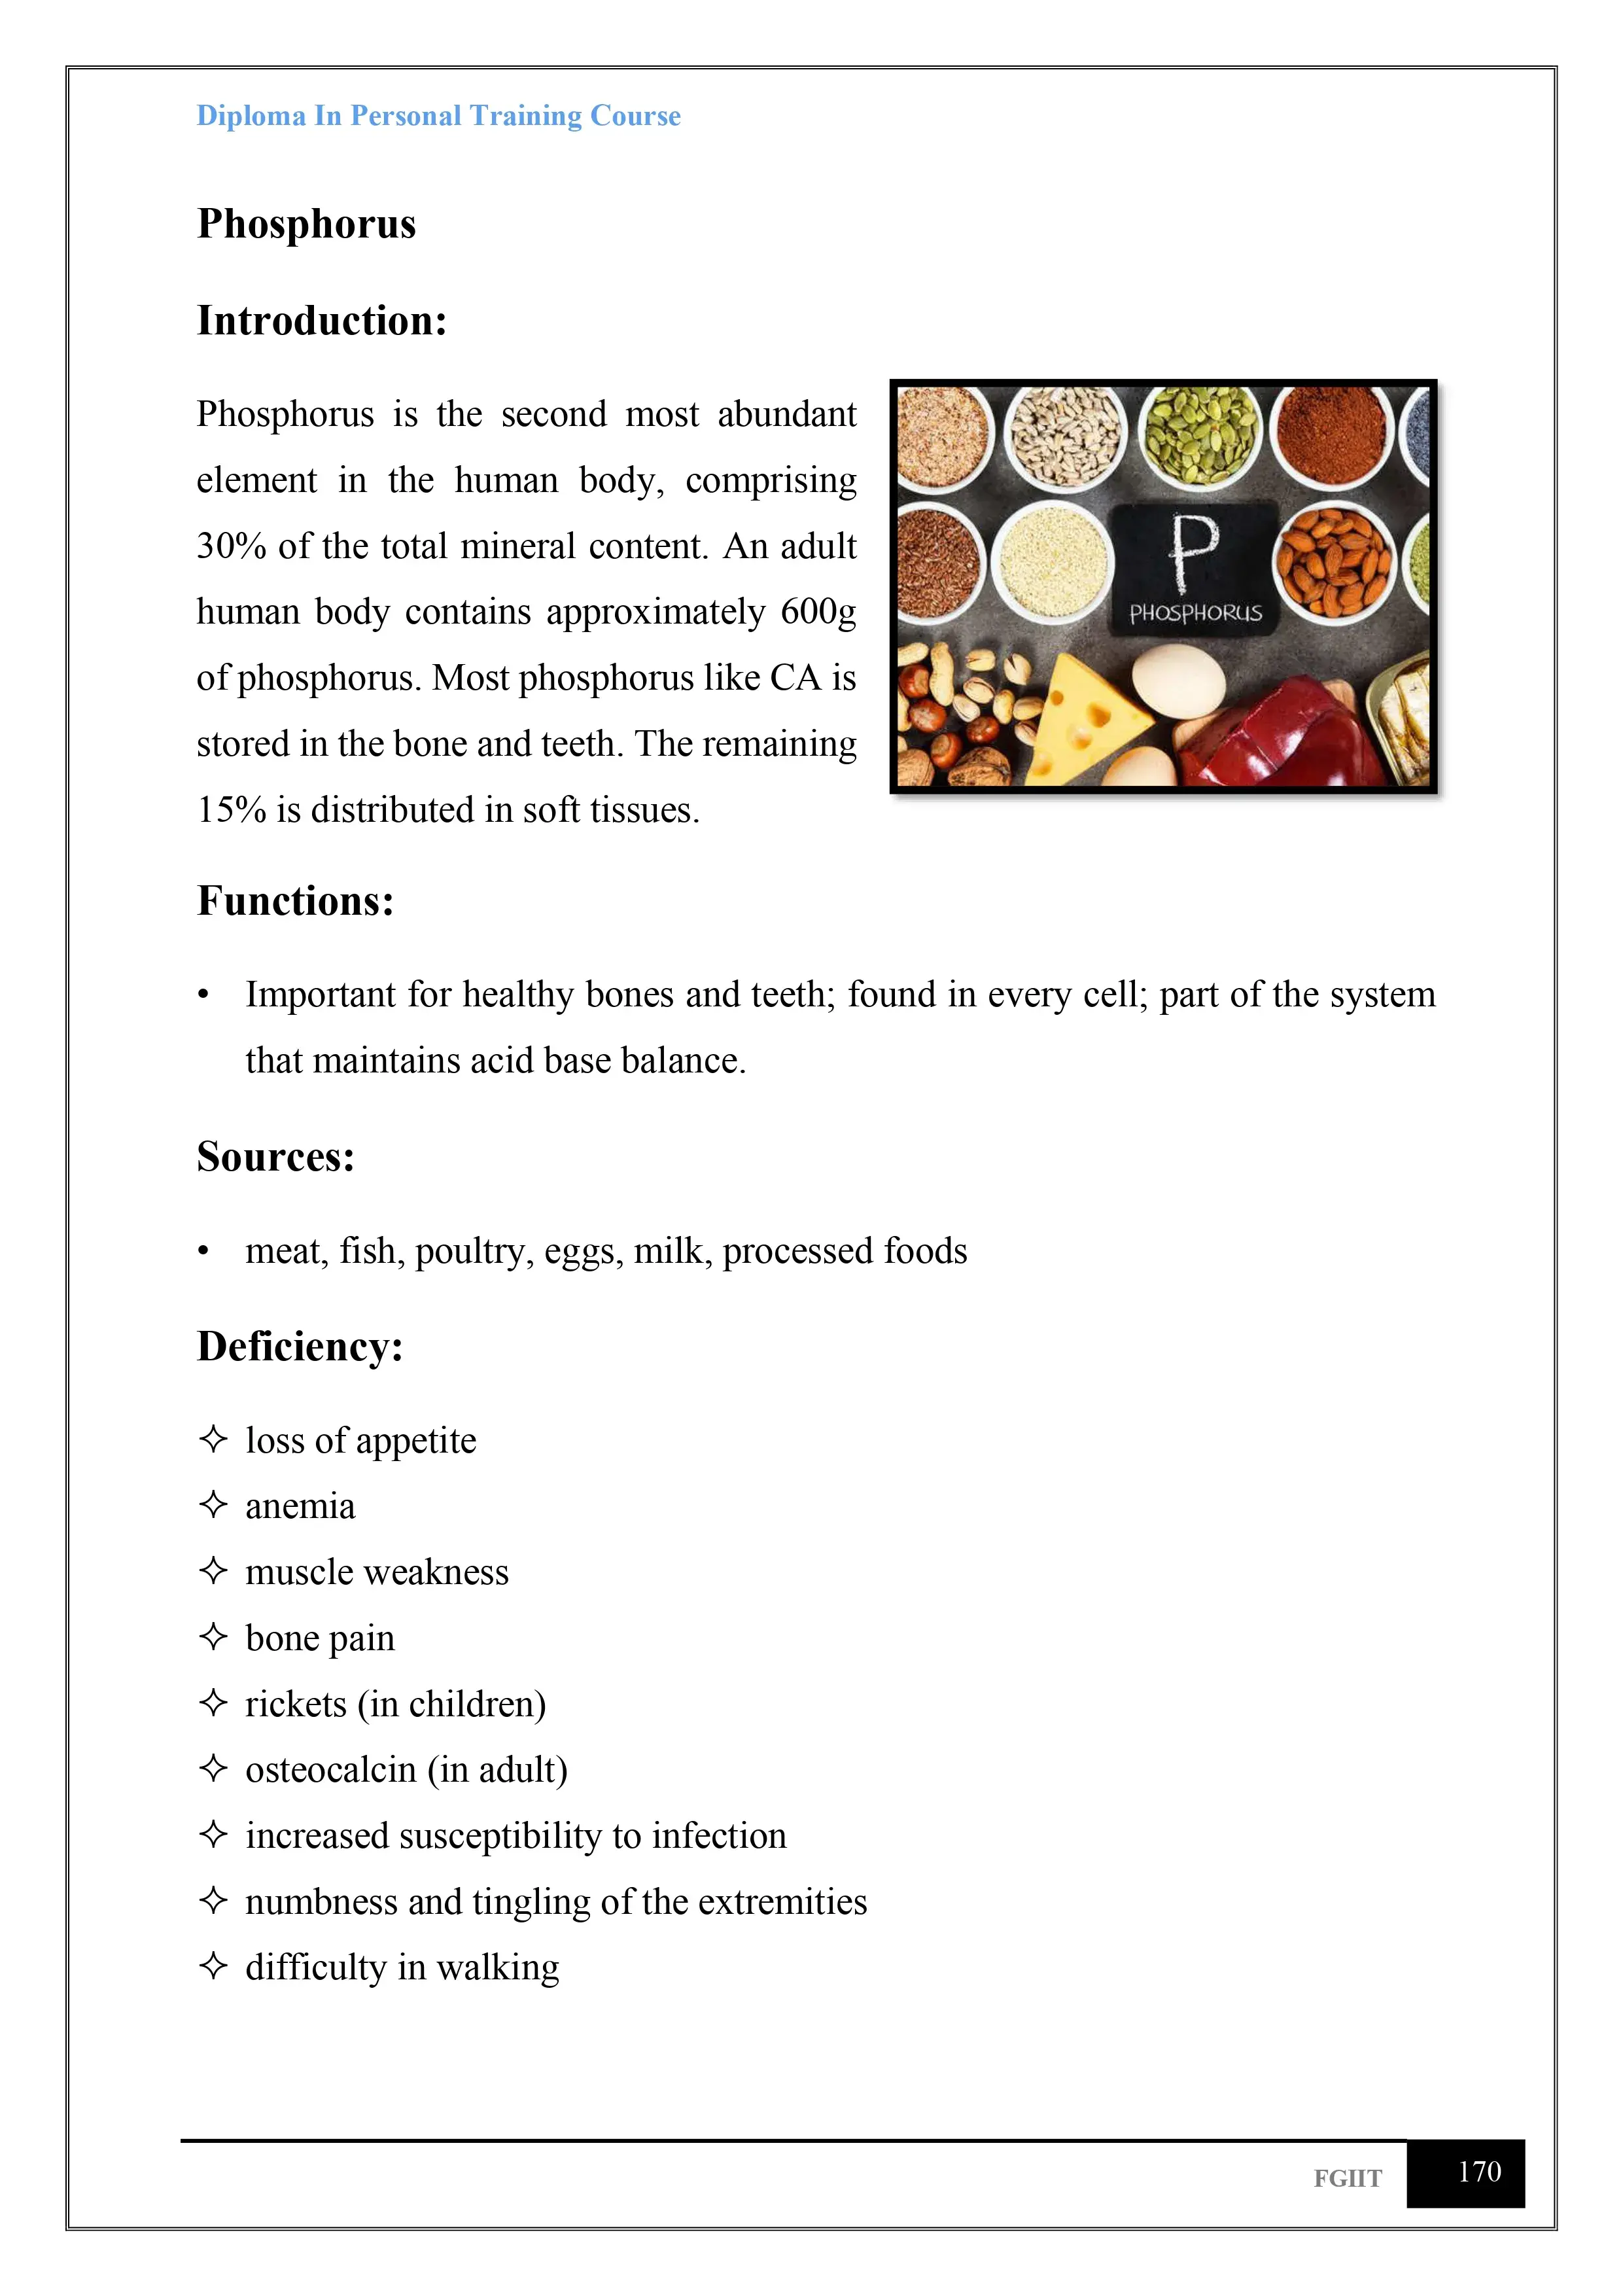 Diploma In Personal Training Course
Phosphorus
Introduction:
Phosphorus is the second most abundant
element in the human body, comprising
30% of the total mineral content. An adult
human body contains approximately 600g
of phosphorus. Most phosphorus like CA is
stored in the bone and teeth. The remaining
15% is distributed in soft tissues.
P
PHOSPHORUS
Functions:
• Important for healthy bones and teeth; found in every cell; part of the system
that maintains acid base balance.
Sources:
• meat, fish, poultry, eggs, milk, processed foods
Deficiency:
✧ loss of appetite
✧ anemia
✧ muscle weakness
✧ bone pain
✧ rickets (in children)
✧ osteocalcin (in adult)
✧ increased susceptibility to infection
✧ numbness and tingling of the extremities
✧ difficulty in walking
FGIIT 170